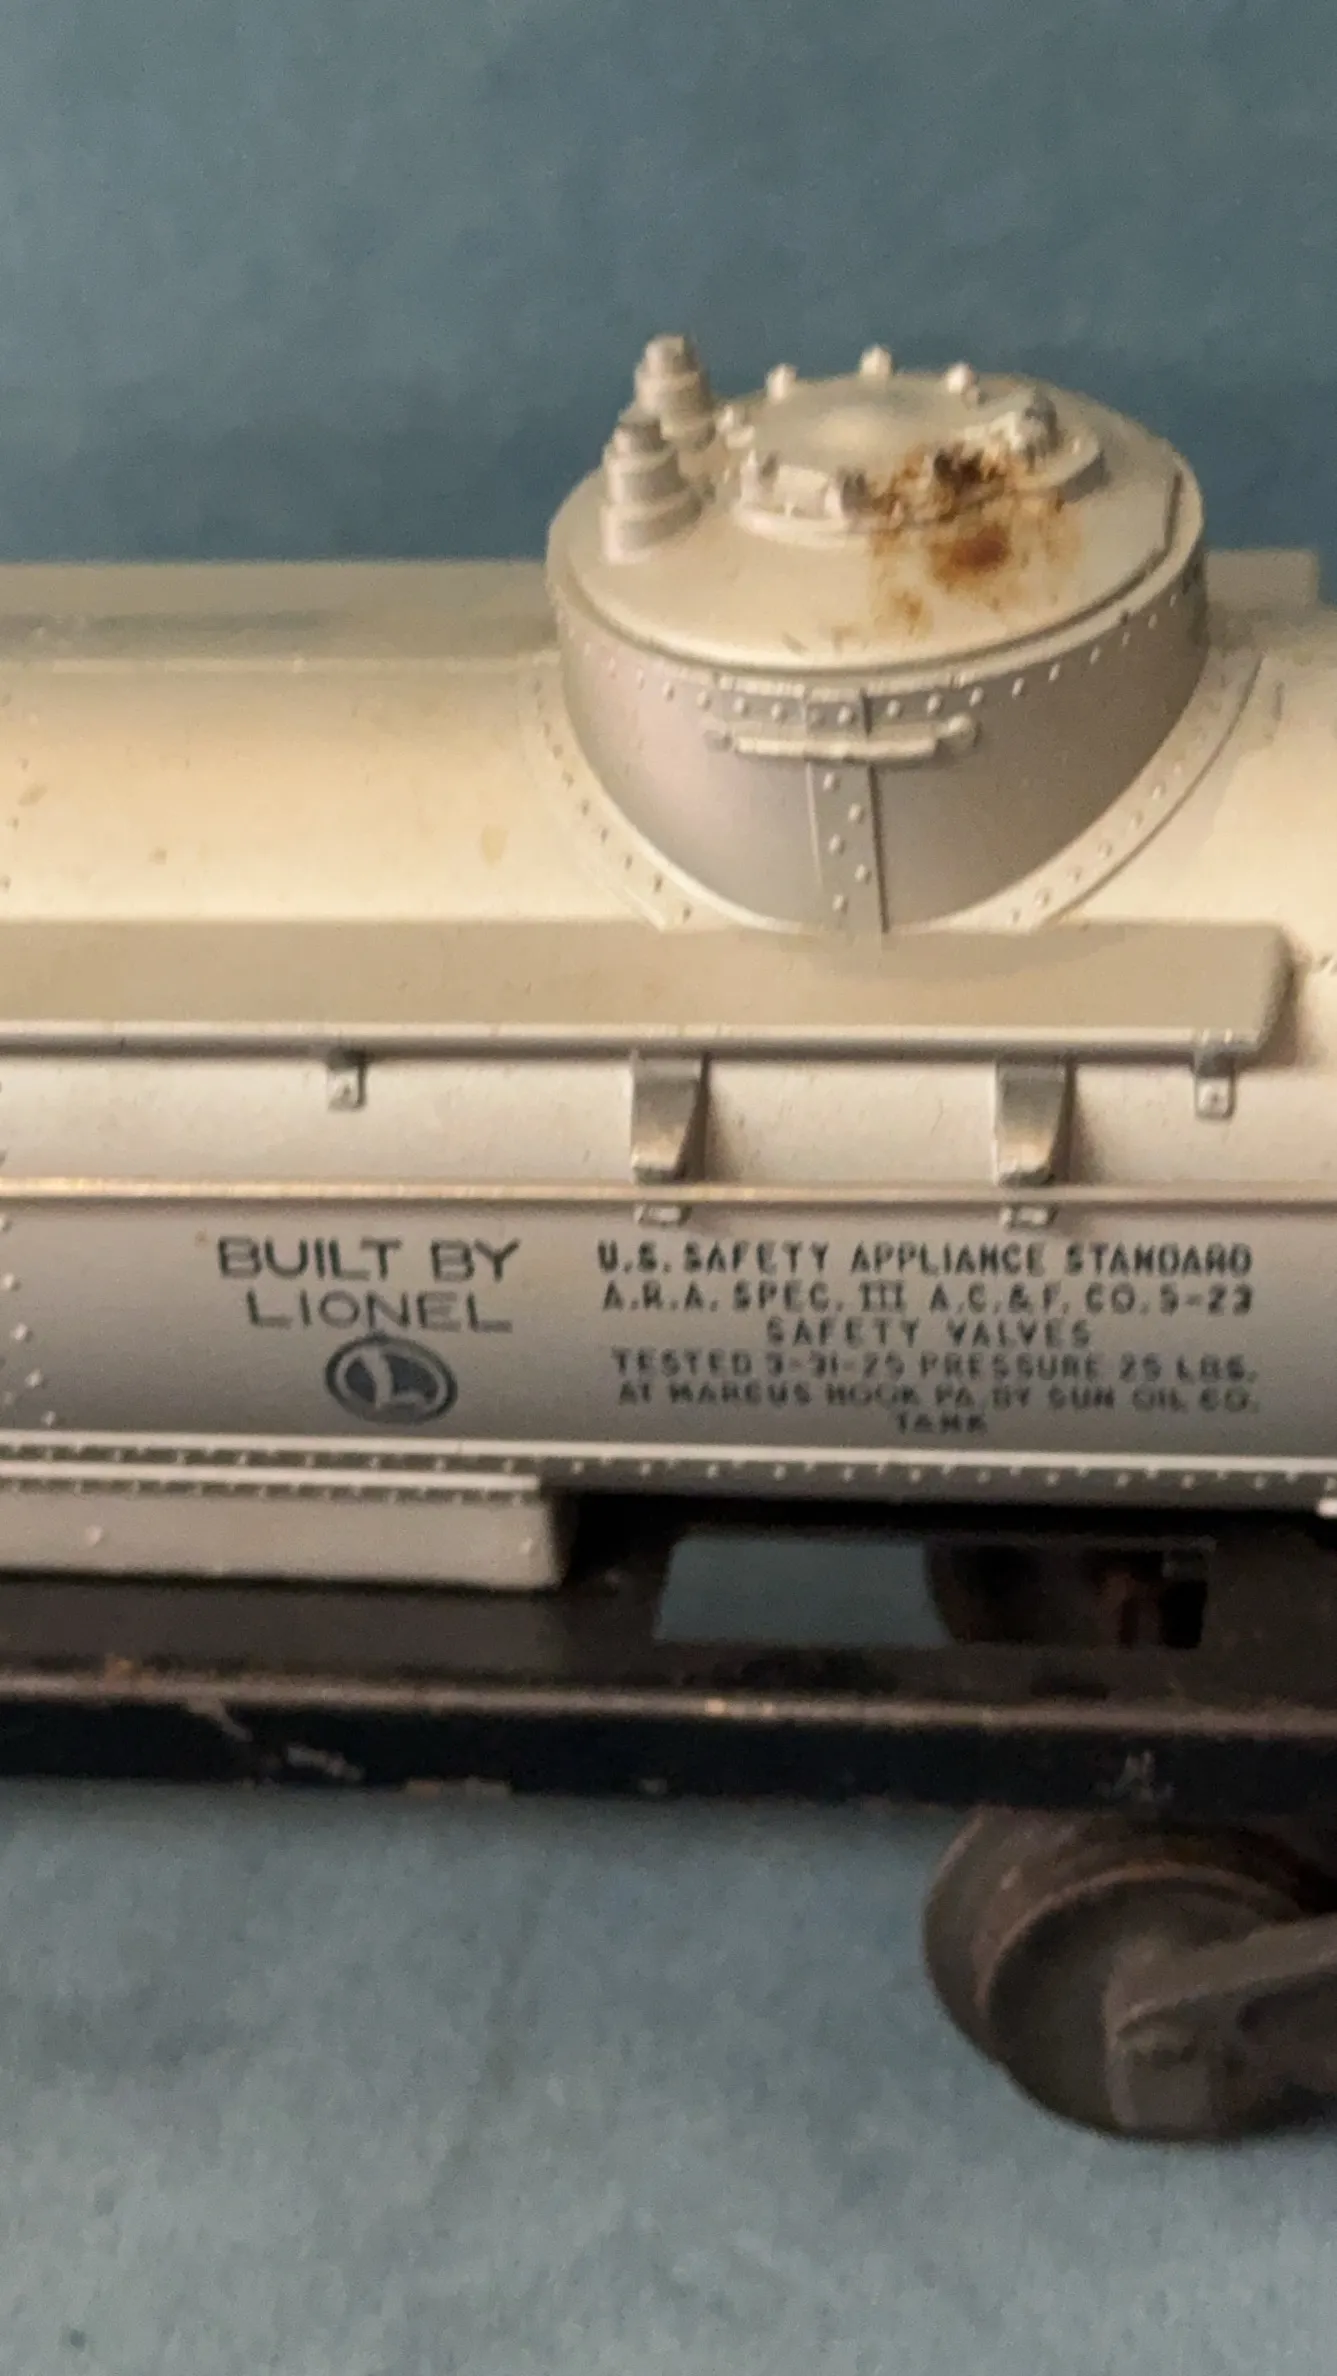 BUILT BY
LIONEL
L
U.S. SAFETY APPLIANCE STANDARD
A.R.A. SPEC. III A.C.& F. CO. 5-23
SAFETY VALVES
TESTED 3-31-25 PRESSURE 25 LBS.
AT MARCUS HOOK PA. BY SUN OIL CO.
TANK